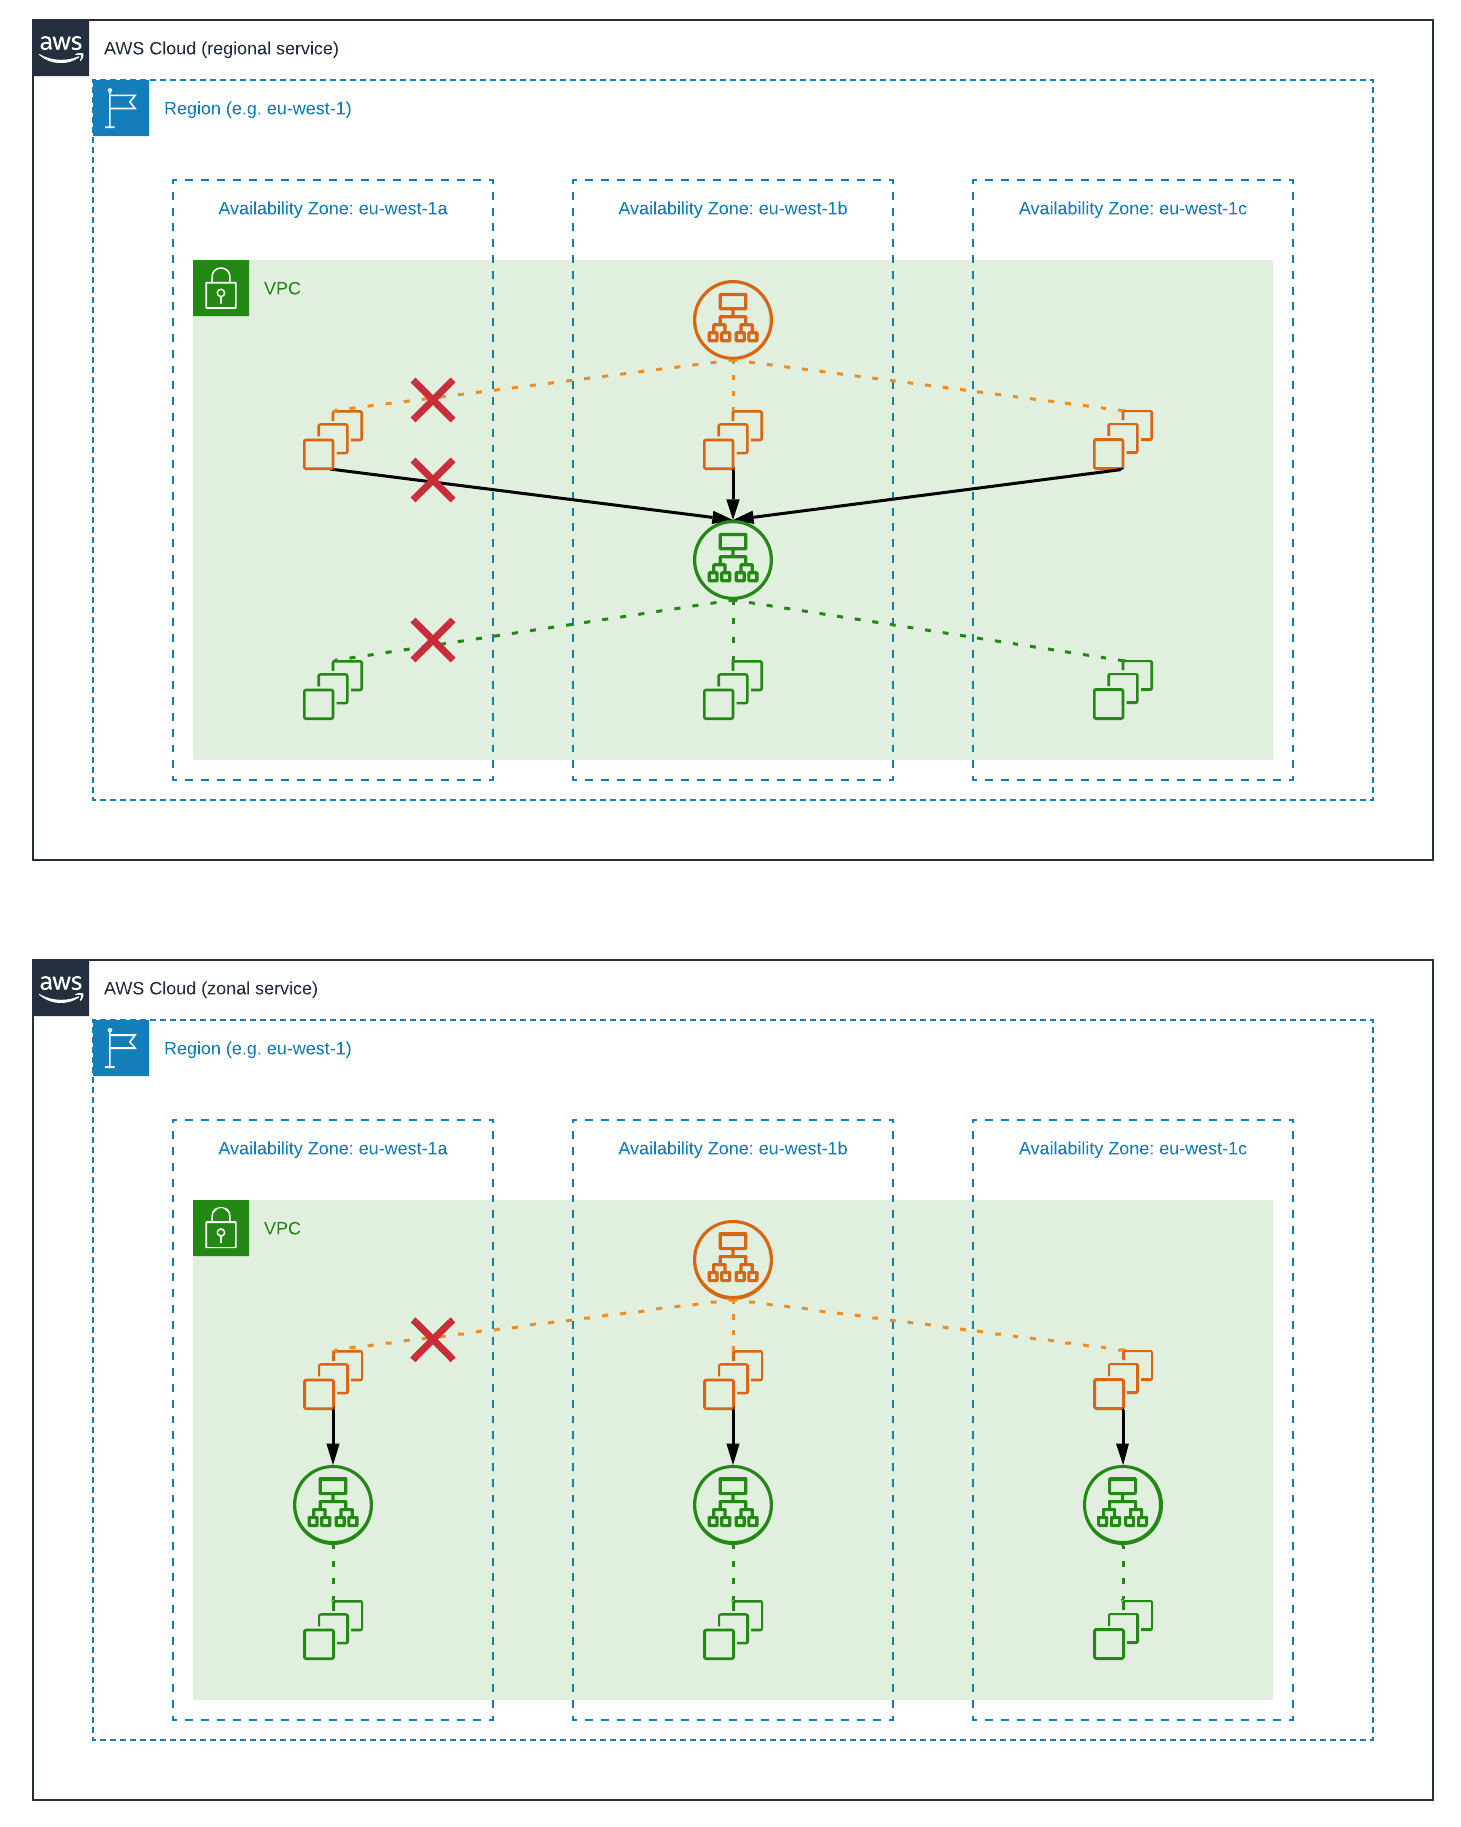 aws
AWS Cloud (regional service)
Region (e.g. eu-west-1)
Availability Zone: eu-west-1a
Availability Zone: eu-west-1b
Availability Zone: eu-west-1c
VPC
aws
AWS Cloud (zonal service)
Region (e.g. eu-west-1)
Availability Zone: eu-west-1a
Availability Zone: eu-west-1b
Availability Zone: eu-west-1c
VPC